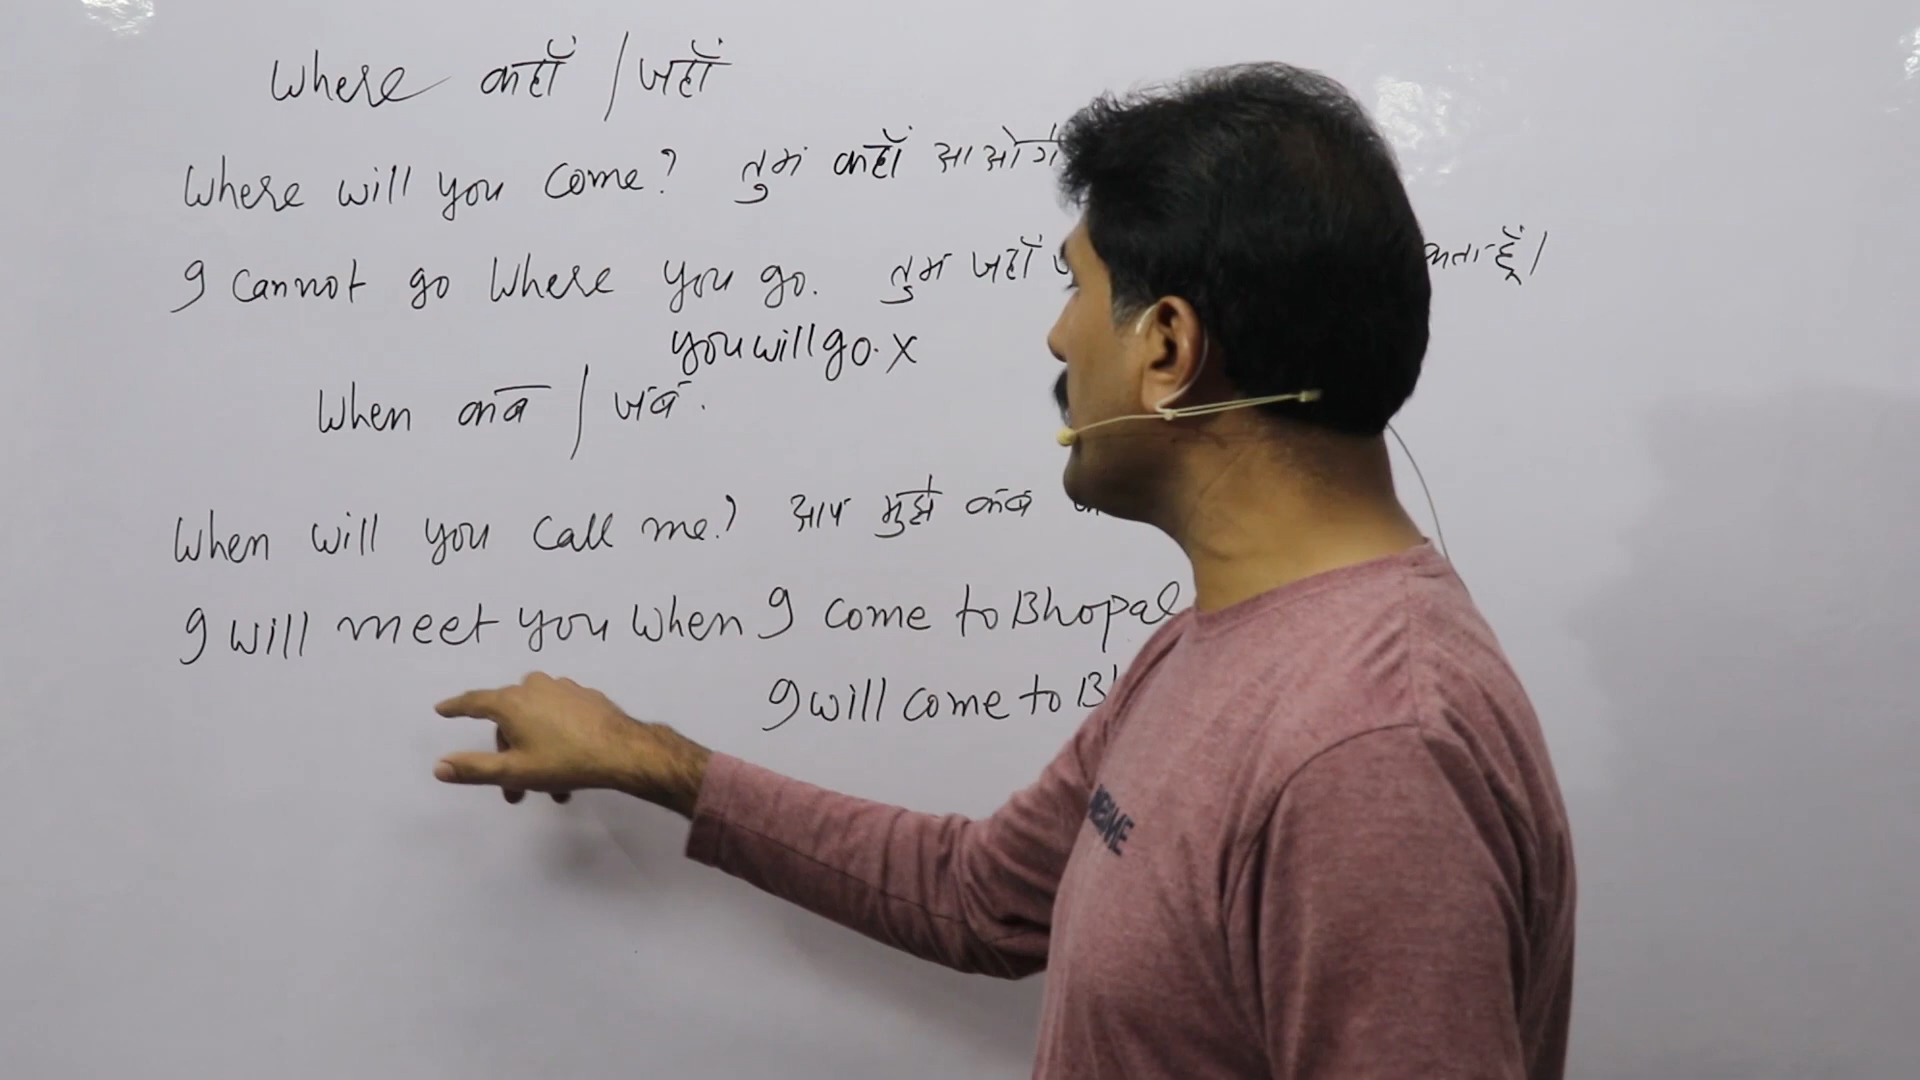 Where कहाँ / जहाँ
Where will you come? तुम कहाँ आओगे
I cannot go where you go. तुम जहाँ हूँ।
you will go. x
When कब / जब.
When will you call me? आप मुझे कब
I will meet you when I come to Bhopal
I will come to